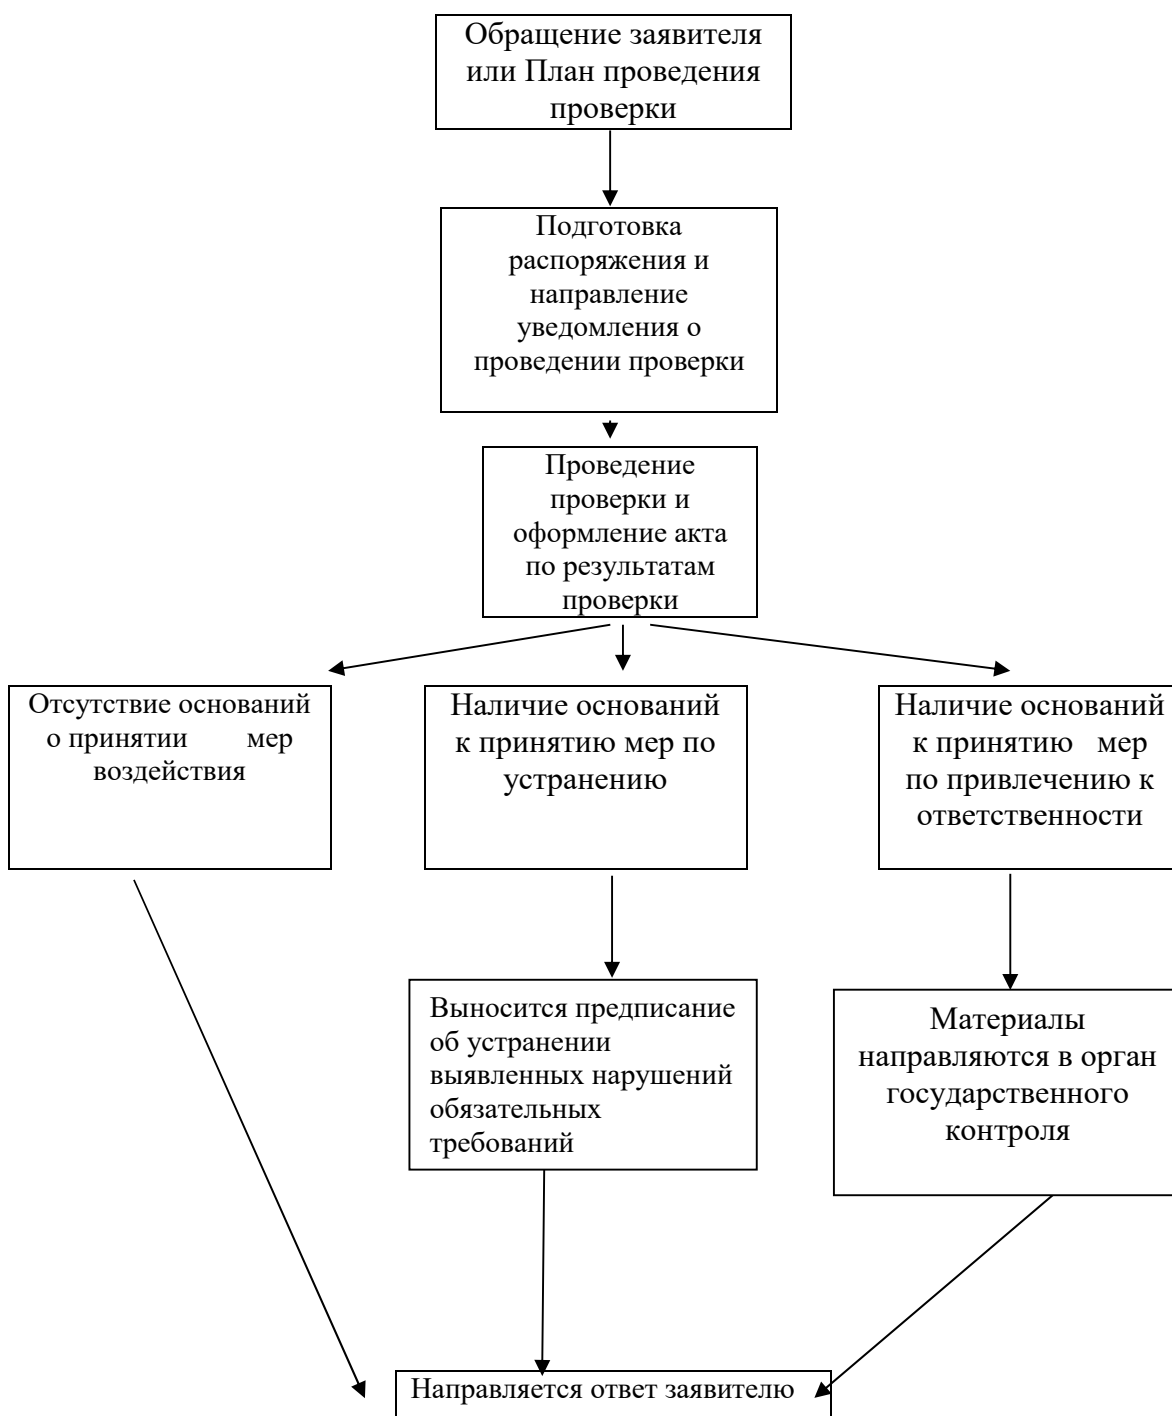 Обращение заявителя
или План проведения
проверки
Подготовка
распоряжения и
направление
уведомления о
проведении проверки
Проведение
проверки и
оформление акта
по результатам
проверки
Отсутствие оснований
о принятии мер
воздействия
Наличие оснований
к принятию мер по
устранению
Наличие оснований
к принятию мер
по привлечению к
ответственности
Выносится предписание
об устранении
выявленных нарушений
обязательных
требований
Материалы
направляются в орган
государственного
контроля
Направляется ответ заявителю